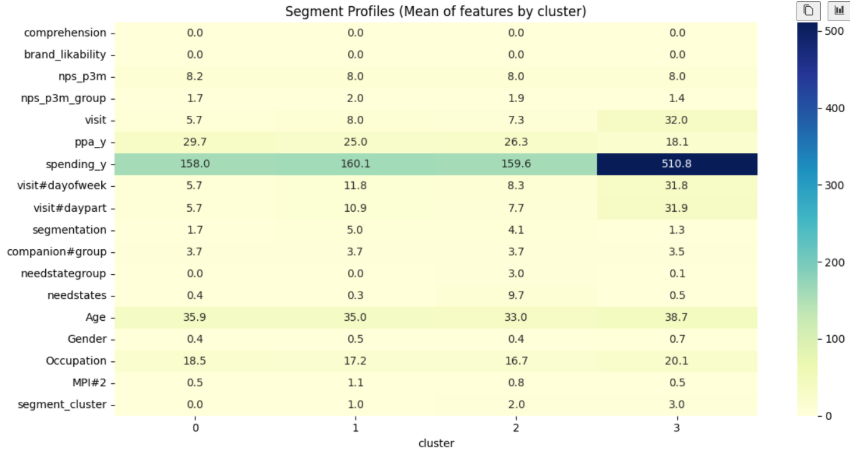 Segment Profiles (Mean of features by cluster)
comprehension 0.0 0.0 0.0 0.0
brand_likability 0.0 0.0 0.0 0.0
nps_p3m 8.2 8.0 8.0 8.0
nps_p3m_group 1.7 2.0 1.9 1.4
visit 5.7 8.0 7.3 32.0
ppa_y 29.7 25.0 26.3 18.1
spending_y 158.0 160.1 159.6 510.8
visit#dayofweek 5.7 11.8 8.3 31.8
visit#daypart 5.7 10.9 7.7 31.9
segmentation 1.7 5.0 4.1 1.3
companion#group 3.7 3.7 3.7 3.5
needstategroup 0.0 0.0 3.0 0.1
needstates 0.4 0.3 9.7 0.5
Age 35.9 35.0 33.0 38.7
Gender 0.4 0.5 0.4 0.7
Occupation 18.5 17.2 16.7 20.1
MPI#2 0.5 1.1 0.8 0.5
segment_cluster 0.0 1.0 2.0 3.0
0 1 2 3
cluster
500
400
300
200
100
0